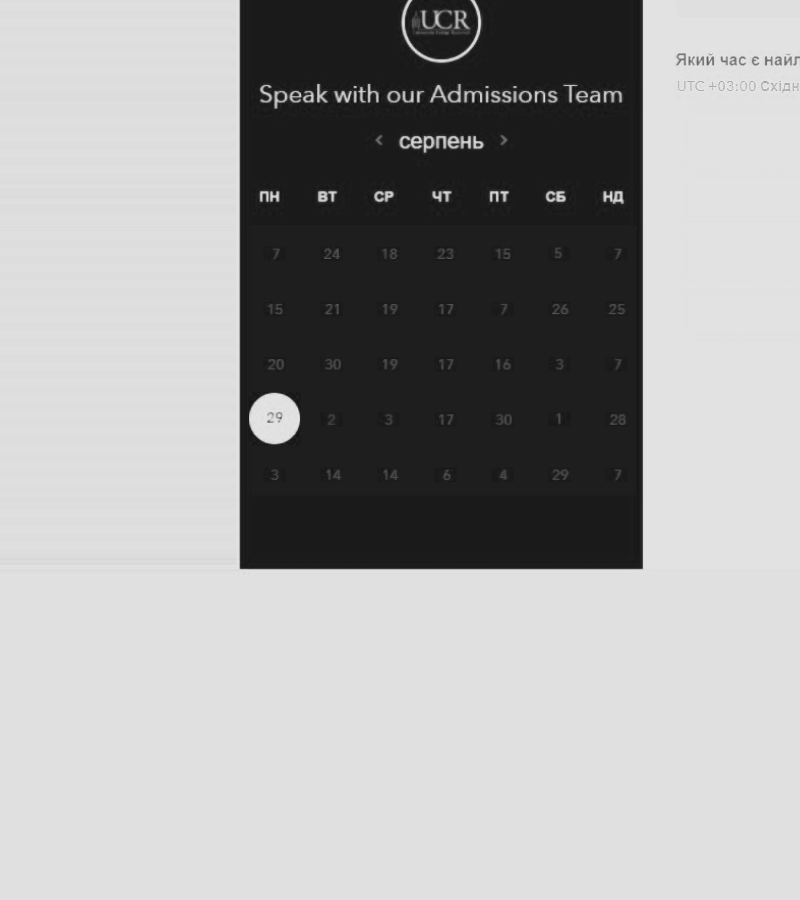 UCR
Speak with our Admissions Team
Який час є найл
UTC +03:00 Східн
< серпень >
ПН ВТ СР ЧТ ПТ СБ НД
7 24 18 23 15 5 7
15 21 19 17 7 26 25
20 30 19 17 16 3 7
29 2 3 17 30 1 28
3 14 14 6 4 29 7